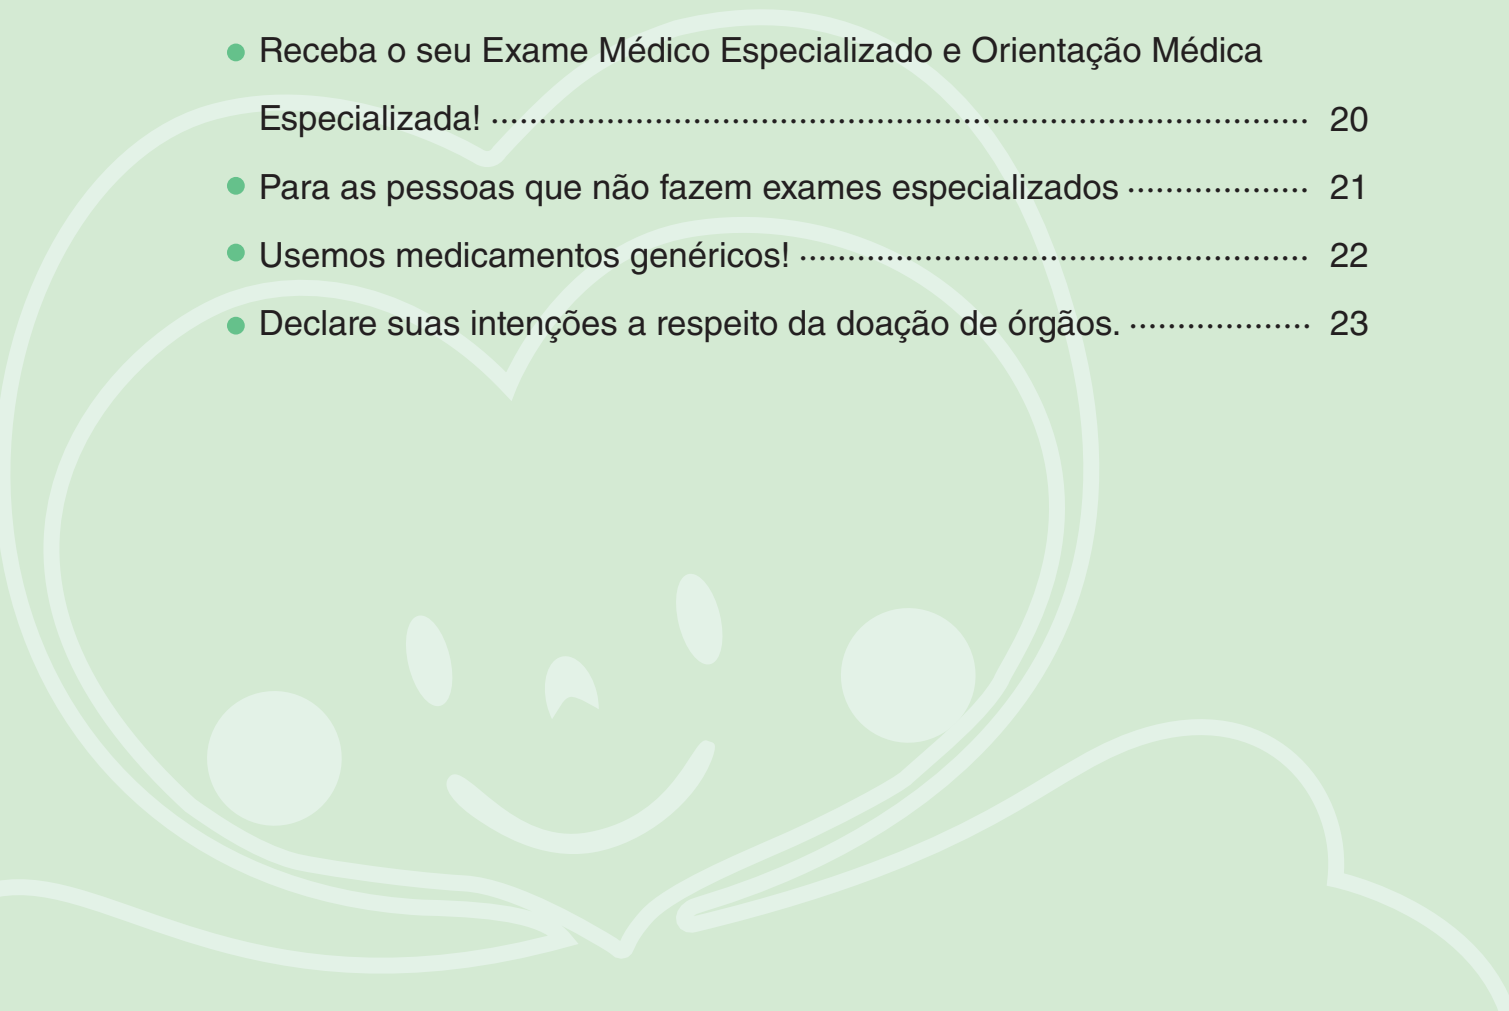 ● Receba o seu Exame Médico Especializado e Orientação Médica
Especializada! ........................................................................................ 20
● Para as pessoas que não fazem exames especializados ................... 21
● Usemos medicamentos genéricos! ...................................................... 22
● Declare suas intenções a respeito da doação de órgãos. ................... 23